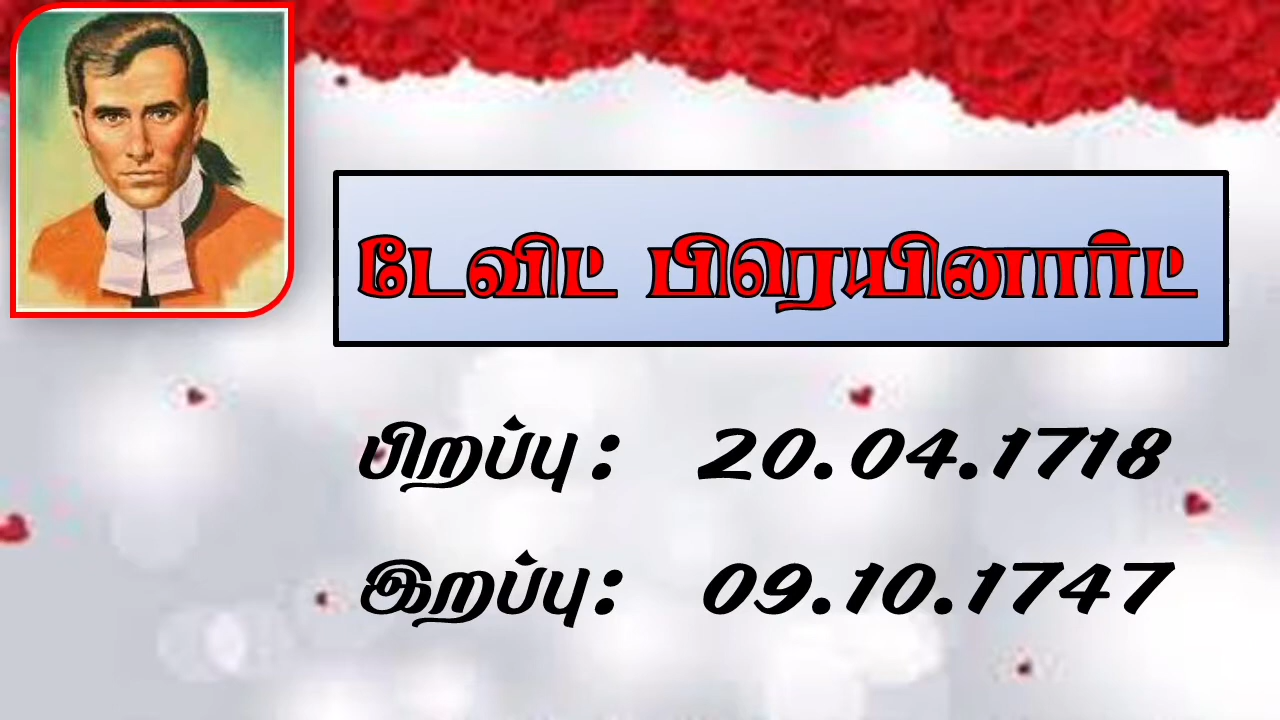 டேவிட் பிரெயினார்ட்
பிறப்பு : 20.04.1718
இறப்பு: 09.10.1747